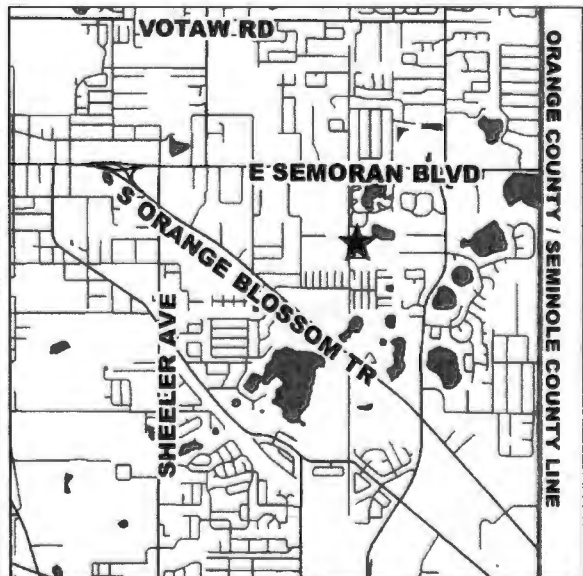 VOTAW RD
E SEMORAN BLVD
S ORANGE BLOSSOM TR
SHEELER AVE
ORANGE COUNTY / SEMINOLE COUNTY LINE